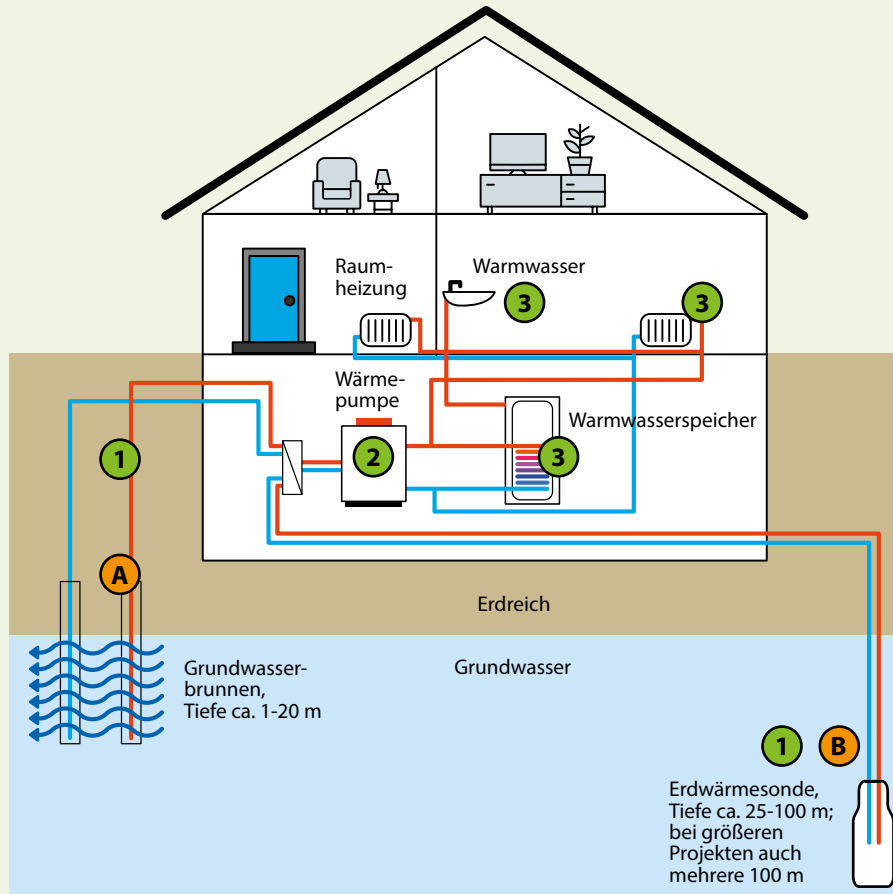 Raum-
heizung
Warmwasser
3
3
Wärme-
pumpe
Warmwasserspeicher
1
2
3
A
Erdreich
Grundwasser-
brunnen,
Tiefe ca. 1-20 m
Grundwasser
1
B
Erdwärmesonde,
Tiefe ca. 25-100 m;
bei größeren
Projekten auch
mehrere 100 m